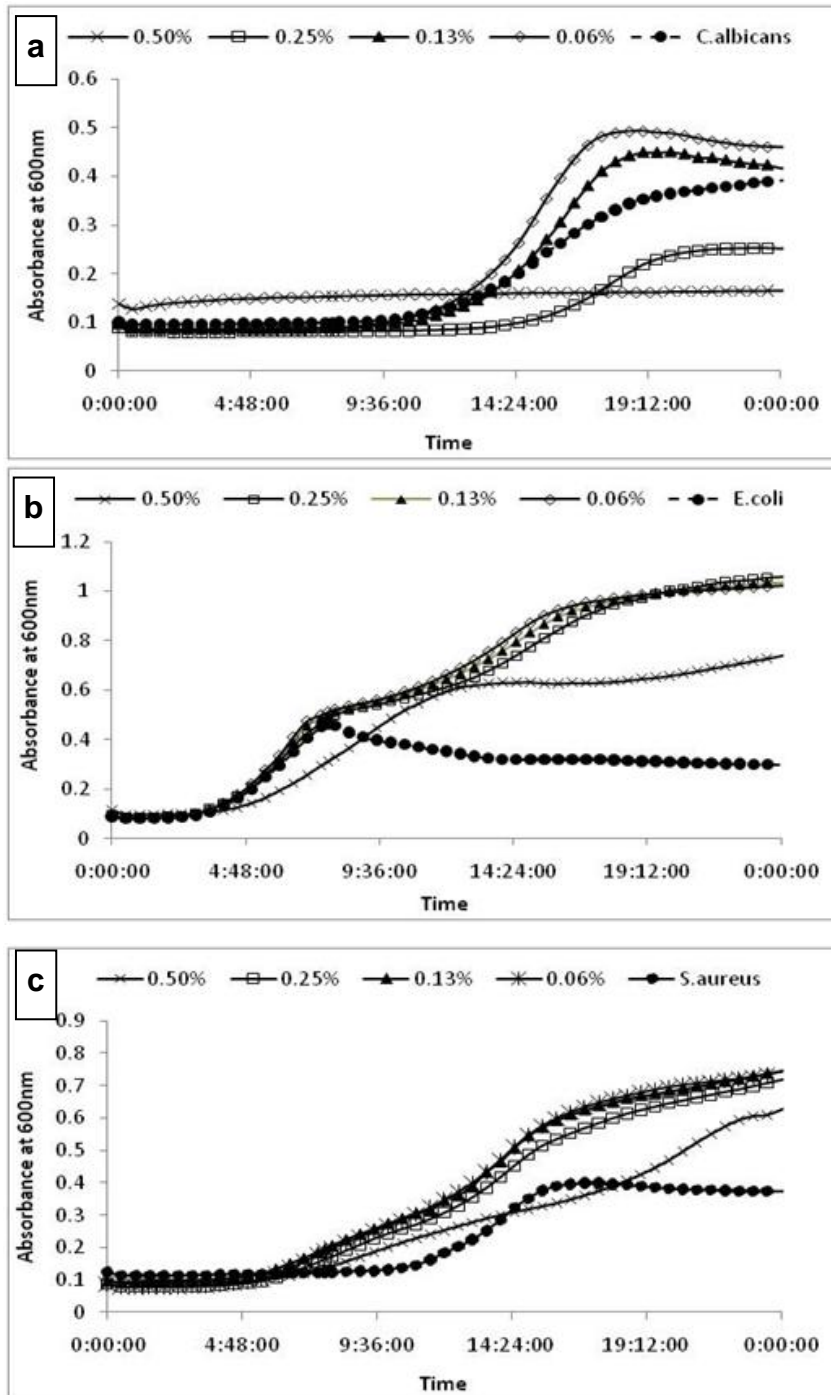 a
0.50% 0.25% 0.13% 0.06% C.albicans
0.6
0.5
0.4
0.3
0.2
0.1
0
Absorbance at 600nm
0:00:00 4:48:00 9:36:00 14:24:00 19:12:00 0:00:00
Time
b
0.50% 0.25% 0.13% 0.06% E.coli
1.2
1
0.8
0.6
0.4
0.2
0
Absorbance at 600nm
0:00:00 4:48:00 9:36:00 14:24:00 19:12:00 0:00:00
Time
c
0.50% 0.25% 0.13% 0.06% S.aureus
0.9
0.8
0.7
0.6
0.5
0.4
0.3
0.2
0.1
0
Absorbance at 600nm
0:00:00 4:48:00 9:36:00 14:24:00 19:12:00 0:00:00
Time